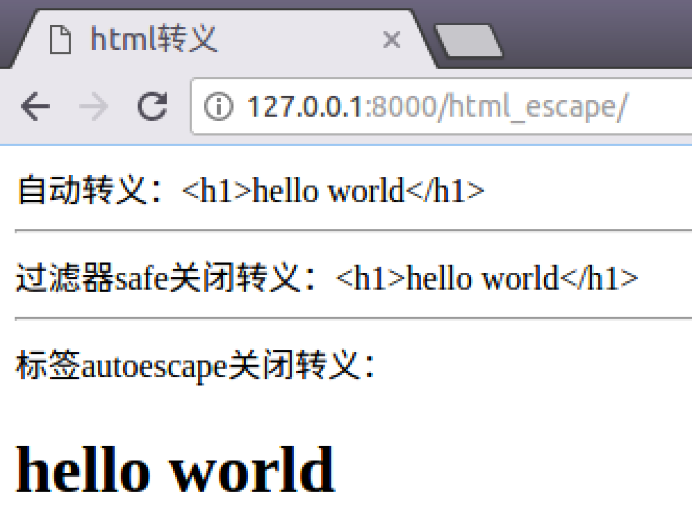 html转义
127.0.0.1:8000/html_escape/
自动转义：<h1>hello world</h1>
过滤器safe关闭转义：<h1>hello world</h1>
标签autoescape关闭转义：
hello world